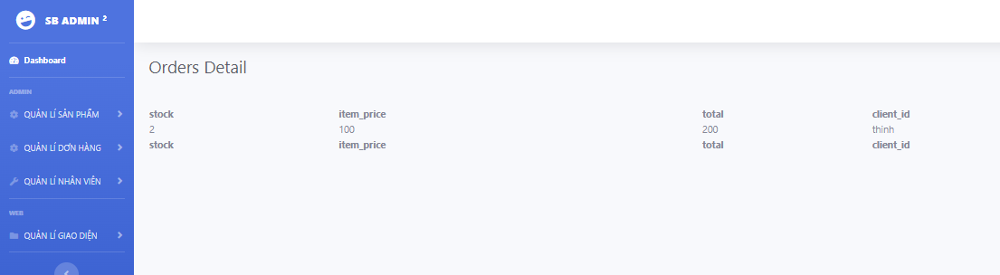 SB ADMIN 2
Dashboard
ADMIN
QUẢN LÍ SẢN PHẨM
QUẢN LÍ DƠN HÀNG
QUẢN LÍ NHÂN VIÊN
WEB
QUẢN LÍ GIAO DIỆN
Orders Detail
stock item_price total client_id
2 100 200 thinh
stock item_price total client_id